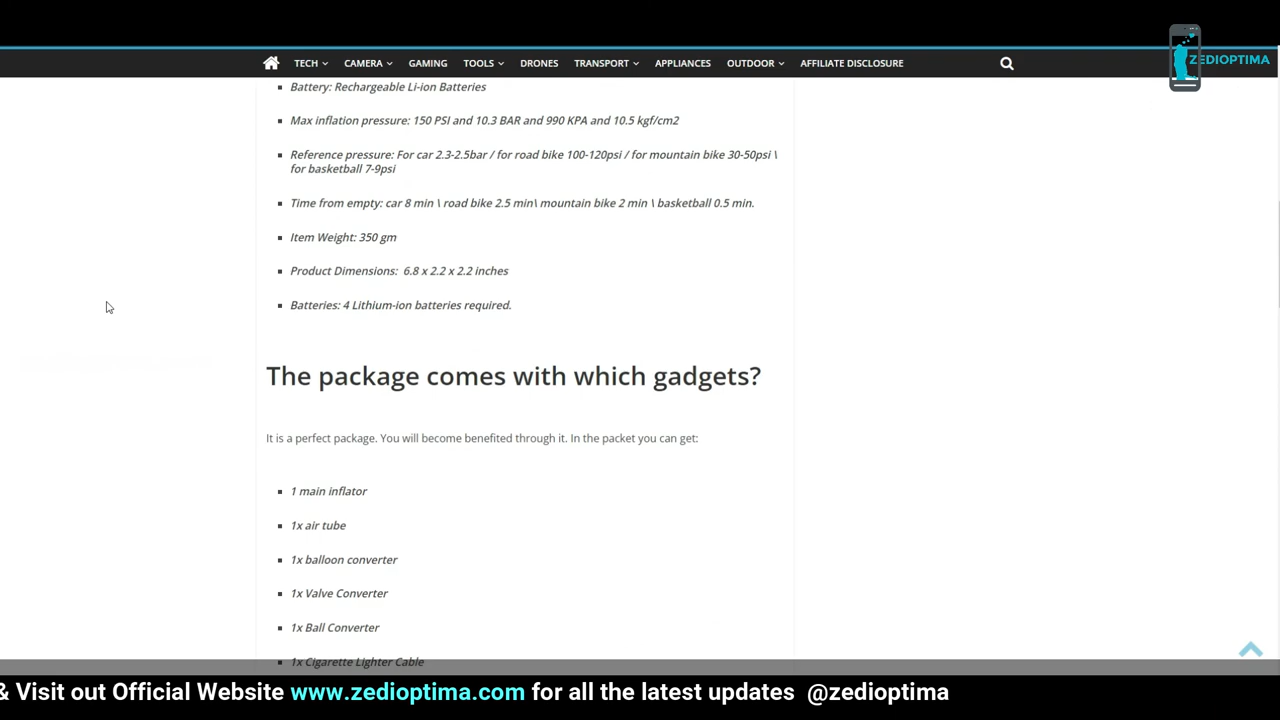 ZEDIOPTIMA
TECH CAMERA GAMING TOOLS DRONES TRANSPORT APPLIANCES OUTDOOR AFFILIATE DISCLOSURE
Battery: Rechargeable Li-ion Batteries
Max inflation pressure: 150 PSI and 10.3 BAR and 990 KPA and 10.5 kgf/cm2
Reference pressure: For car 2.3-2.5bar / for road bike 100-120psi / for mountain bike 30-50psi \
for basketball 7-9psi
Time from empty: car 8 min \ road bike 2.5 min\ mountain bike 2 min \ basketball 0.5 min.
Item Weight: 350 gm
Product Dimensions:  6.8 x 2.2 x 2.2 inches
Batteries: 4 Lithium-ion batteries required.
The package comes with which gadgets?
It is a perfect package. You will become benefited through it. In the packet you can get:
1 main inflator
1x air tube
1x balloon converter
1x Valve Converter
1x Ball Converter
1x Cigarette Lighter Cable
& Visit out Official Website www.zedioptima.com for all the latest updates @zedioptima